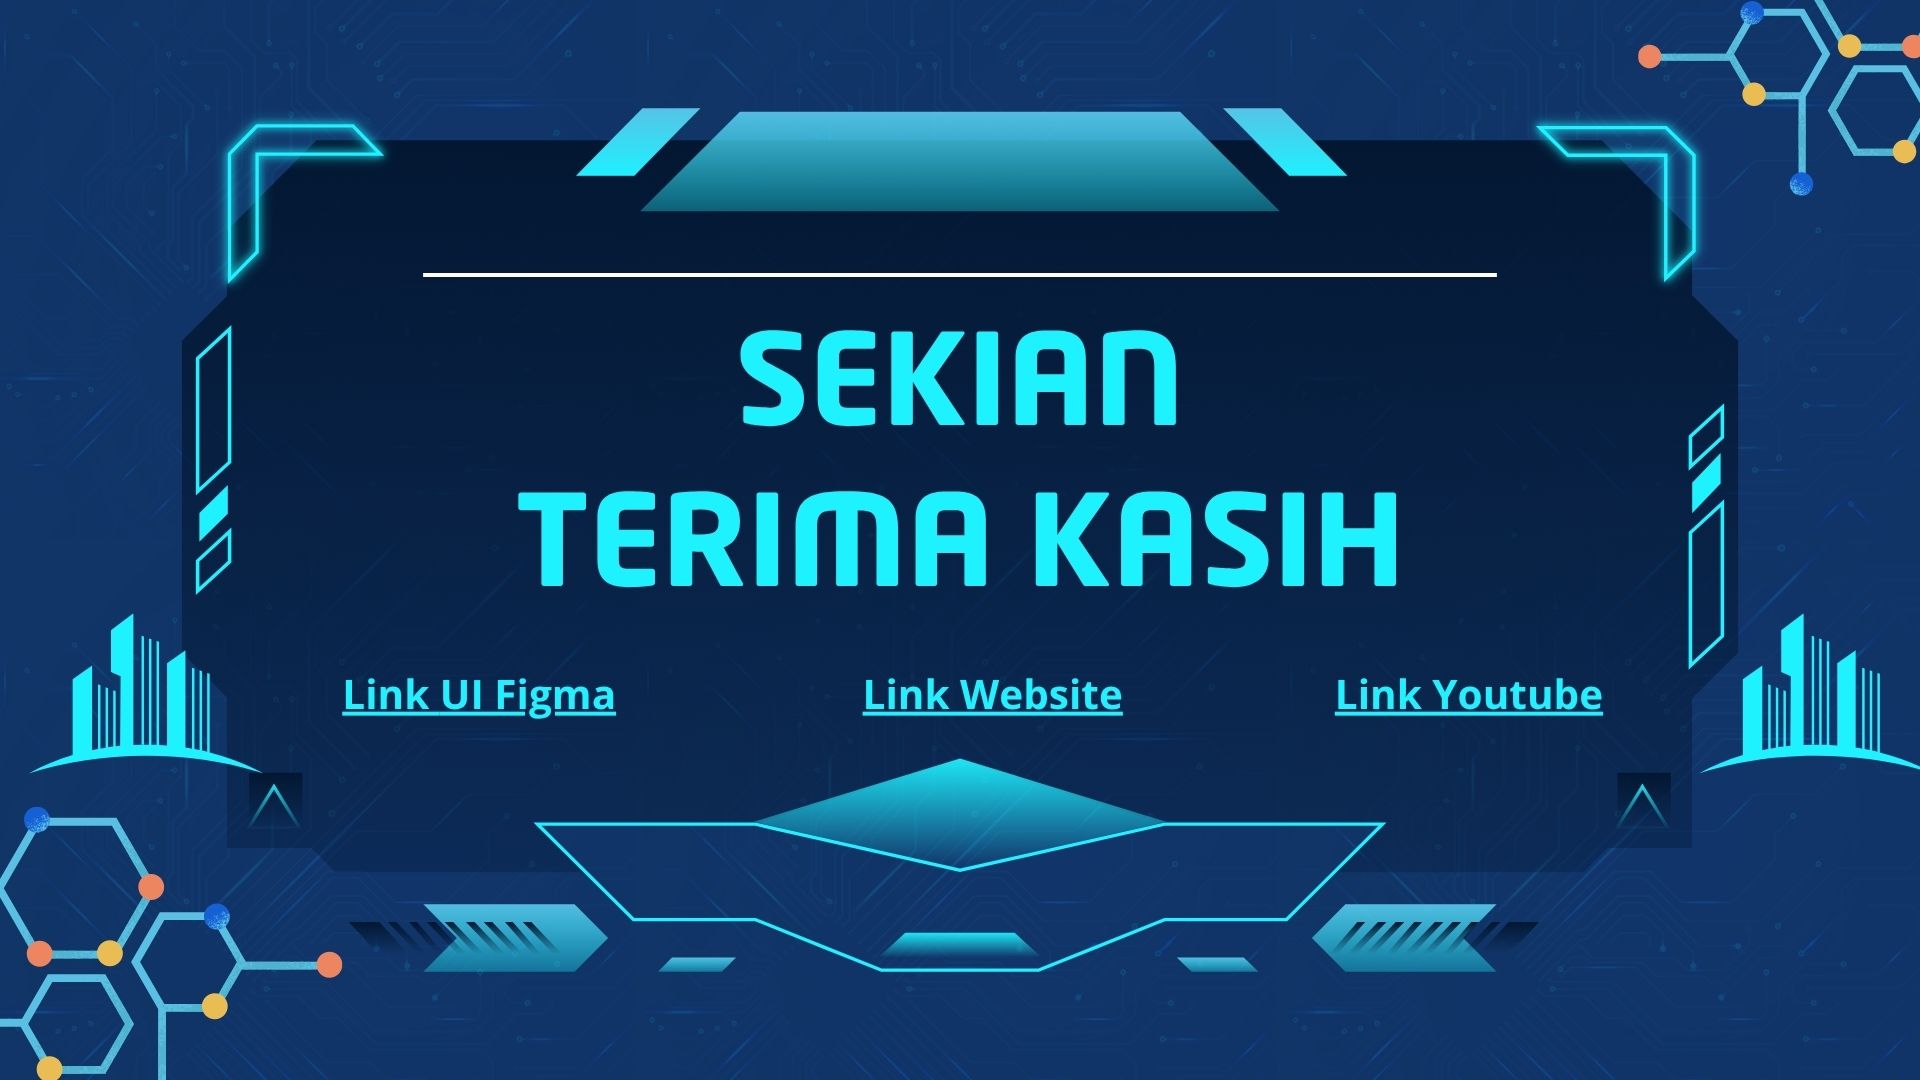 SEKIAN
TERIMA KASIH
Link UI Figma
Link Website
Link Youtube